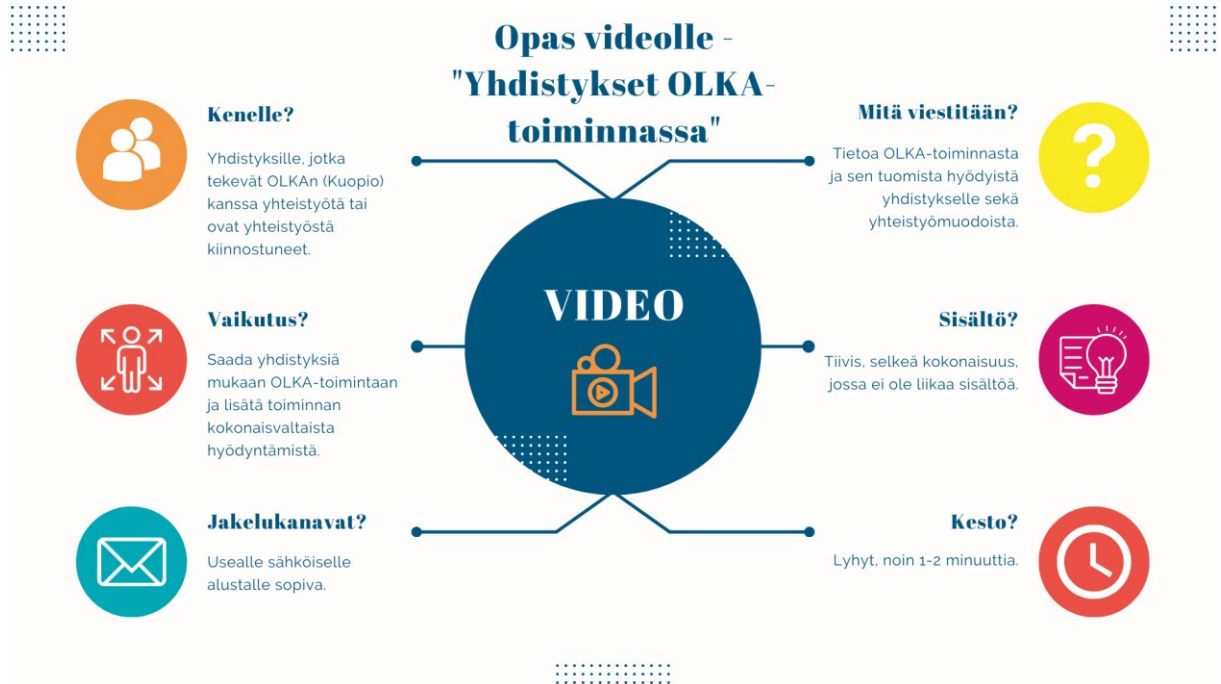 Opas videolle -
"Yhdistykset OLKA-
toiminnassa"
Kenelle?
Yhdistyksille, jotka
tekevät OLKAn (Kuopio)
kanssa yhteistyötä tai
ovat yhteistyöstä
kiinnostuneet.
Vaikutus?
Saada yhdistyksiä
mukaan OLKA-toimintaan
ja lisätä toiminnan
kokonaisvaltaista
hyödyntämistä.
Jakelukanavat?
Usealle sähköiselle
alustalle sopiva.
VIDEO
Mitä viestitään?
Tietoa OLKA-toiminnasta
ja sen tuomista hyödyistä
yhdistykselle sekä
yhteistyömuodoista.
Sisältö?
Tiivis, selkeä kokonaisuus,
jossa ei ole liikaa sisältöä.
Kesto?
Lyhyt, noin 1-2 minuuttia.